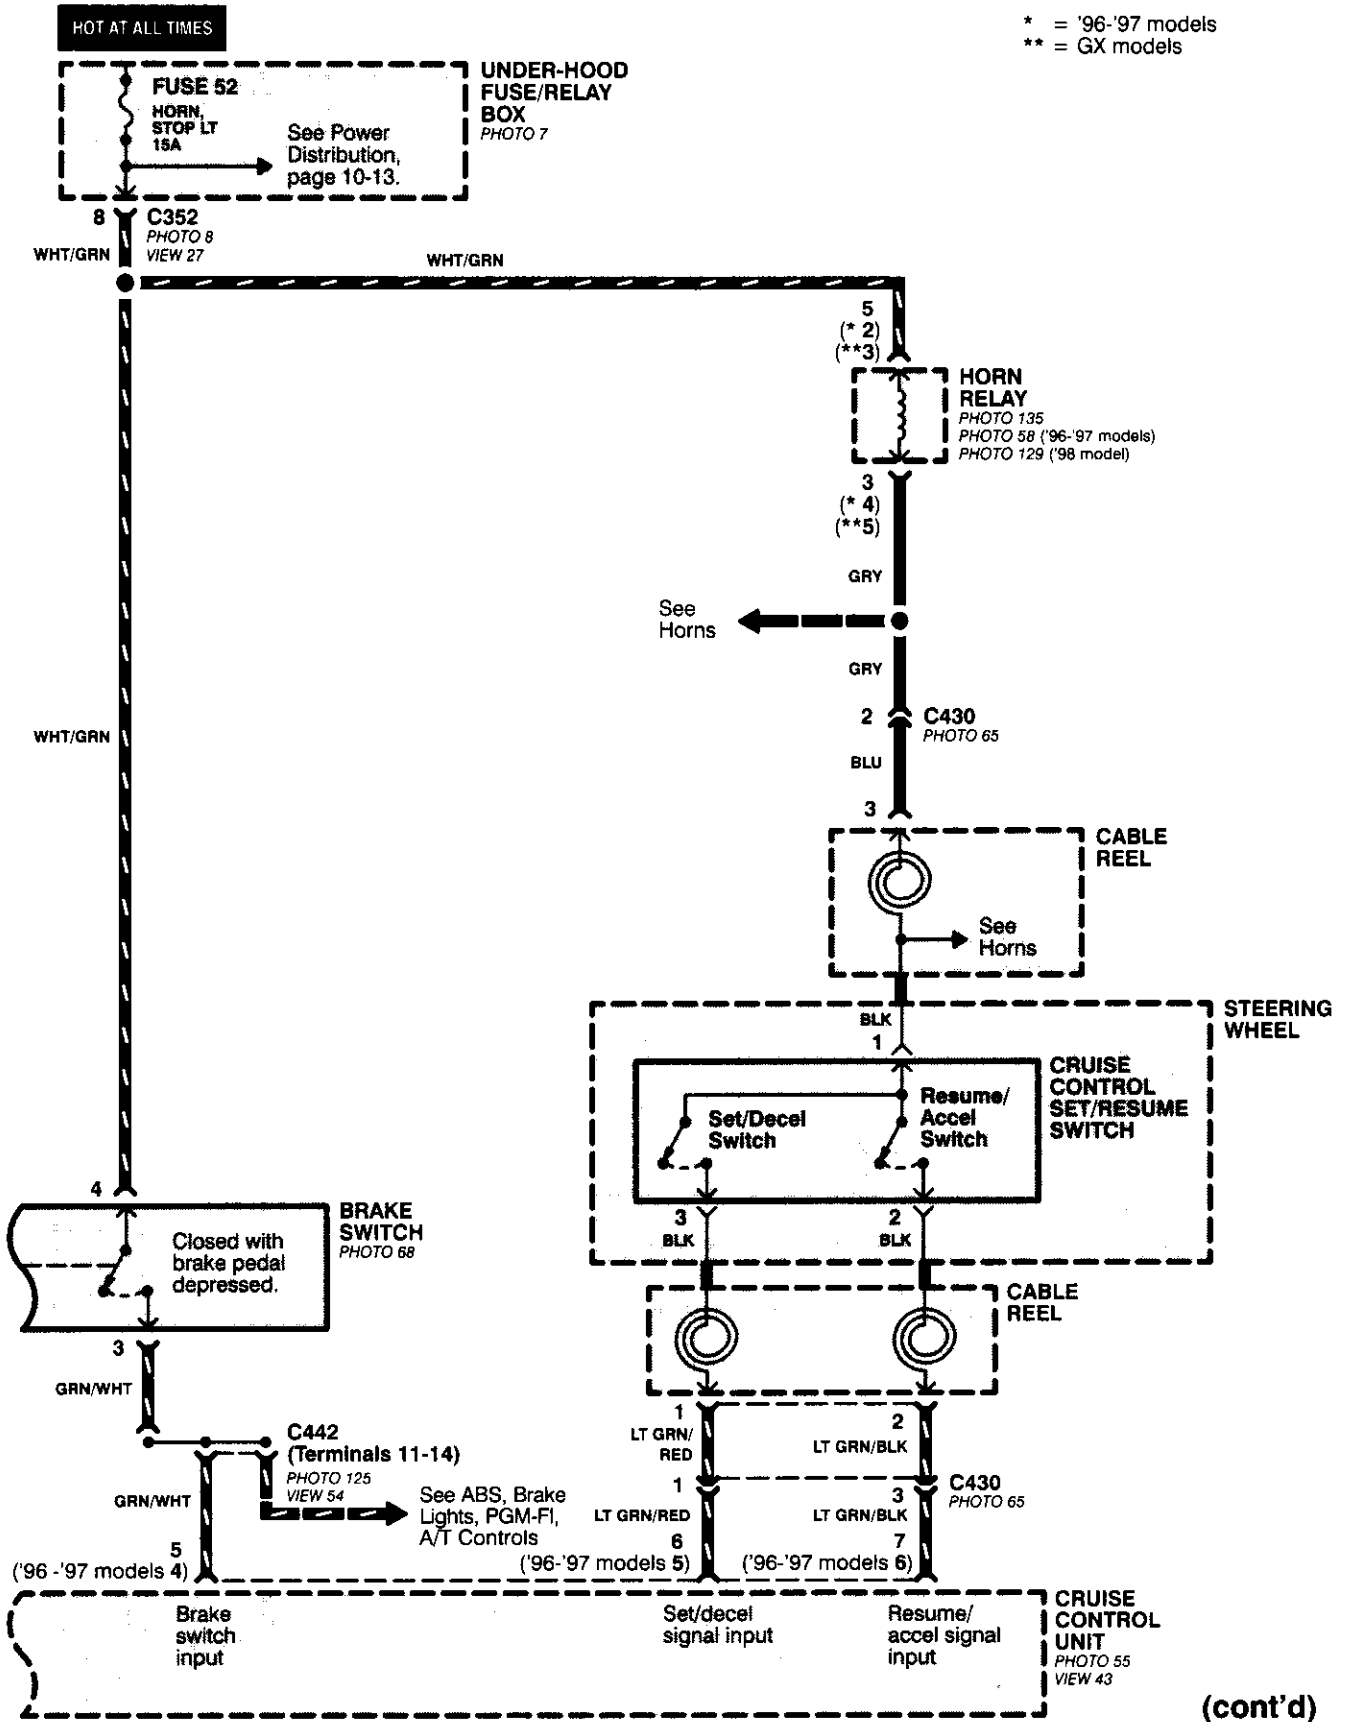 HOT AT ALL TIMES
* = '96-'97 models
** = GX models
FUSE 52
HORN,
STOP LT
15A
See Power
Distribution,
page 10-13.
UNDER-HOOD
FUSE/RELAY
BOX
PHOTO 7
8
C352
PHOTO 8
VIEW 27
WHT/GRN
WHT/GRN
5
(* 2)
(**3)
HORN
RELAY
PHOTO 135
PHOTO 58 ('96-'97 models)
PHOTO 129 ('98 model)
3
(* 4)
(**5)
GRY
See
Horns
GRY
2
C430
PHOTO 65
WHT/GRN
BLU
3
CABLE
REEL
See
Horns
STEERING
WHEEL
BLK
1
CRUISE
CONTROL
SET/RESUME
SWITCH
Set/Decel
Switch
Resume/
Accel
Switch
4
BRAKE
SWITCH
PHOTO 68
Closed with
brake pedal
depressed.
3
BLK
2
BLK
CABLE
REEL
3
GRN/WHT
C442
(Terminals 11-14)
PHOTO 125
VIEW 54
1
LT GRN/
RED
2
LT GRN/BLK
1
3
C430
PHOTO 65
GRN/WHT
See ABS, Brake
Lights, PGM-FI,
A/T Controls
LT GRN/RED
LT GRN/BLK
5
('96 -'97 models 4)
6
('96-'97 models 5)
7
('96-'97 models 6)
Brake
switch
input
Set/decel
signal input
Resume/
accel signal
input
CRUISE
CONTROL
UNIT
PHOTO 55
VIEW 43
(cont'd)